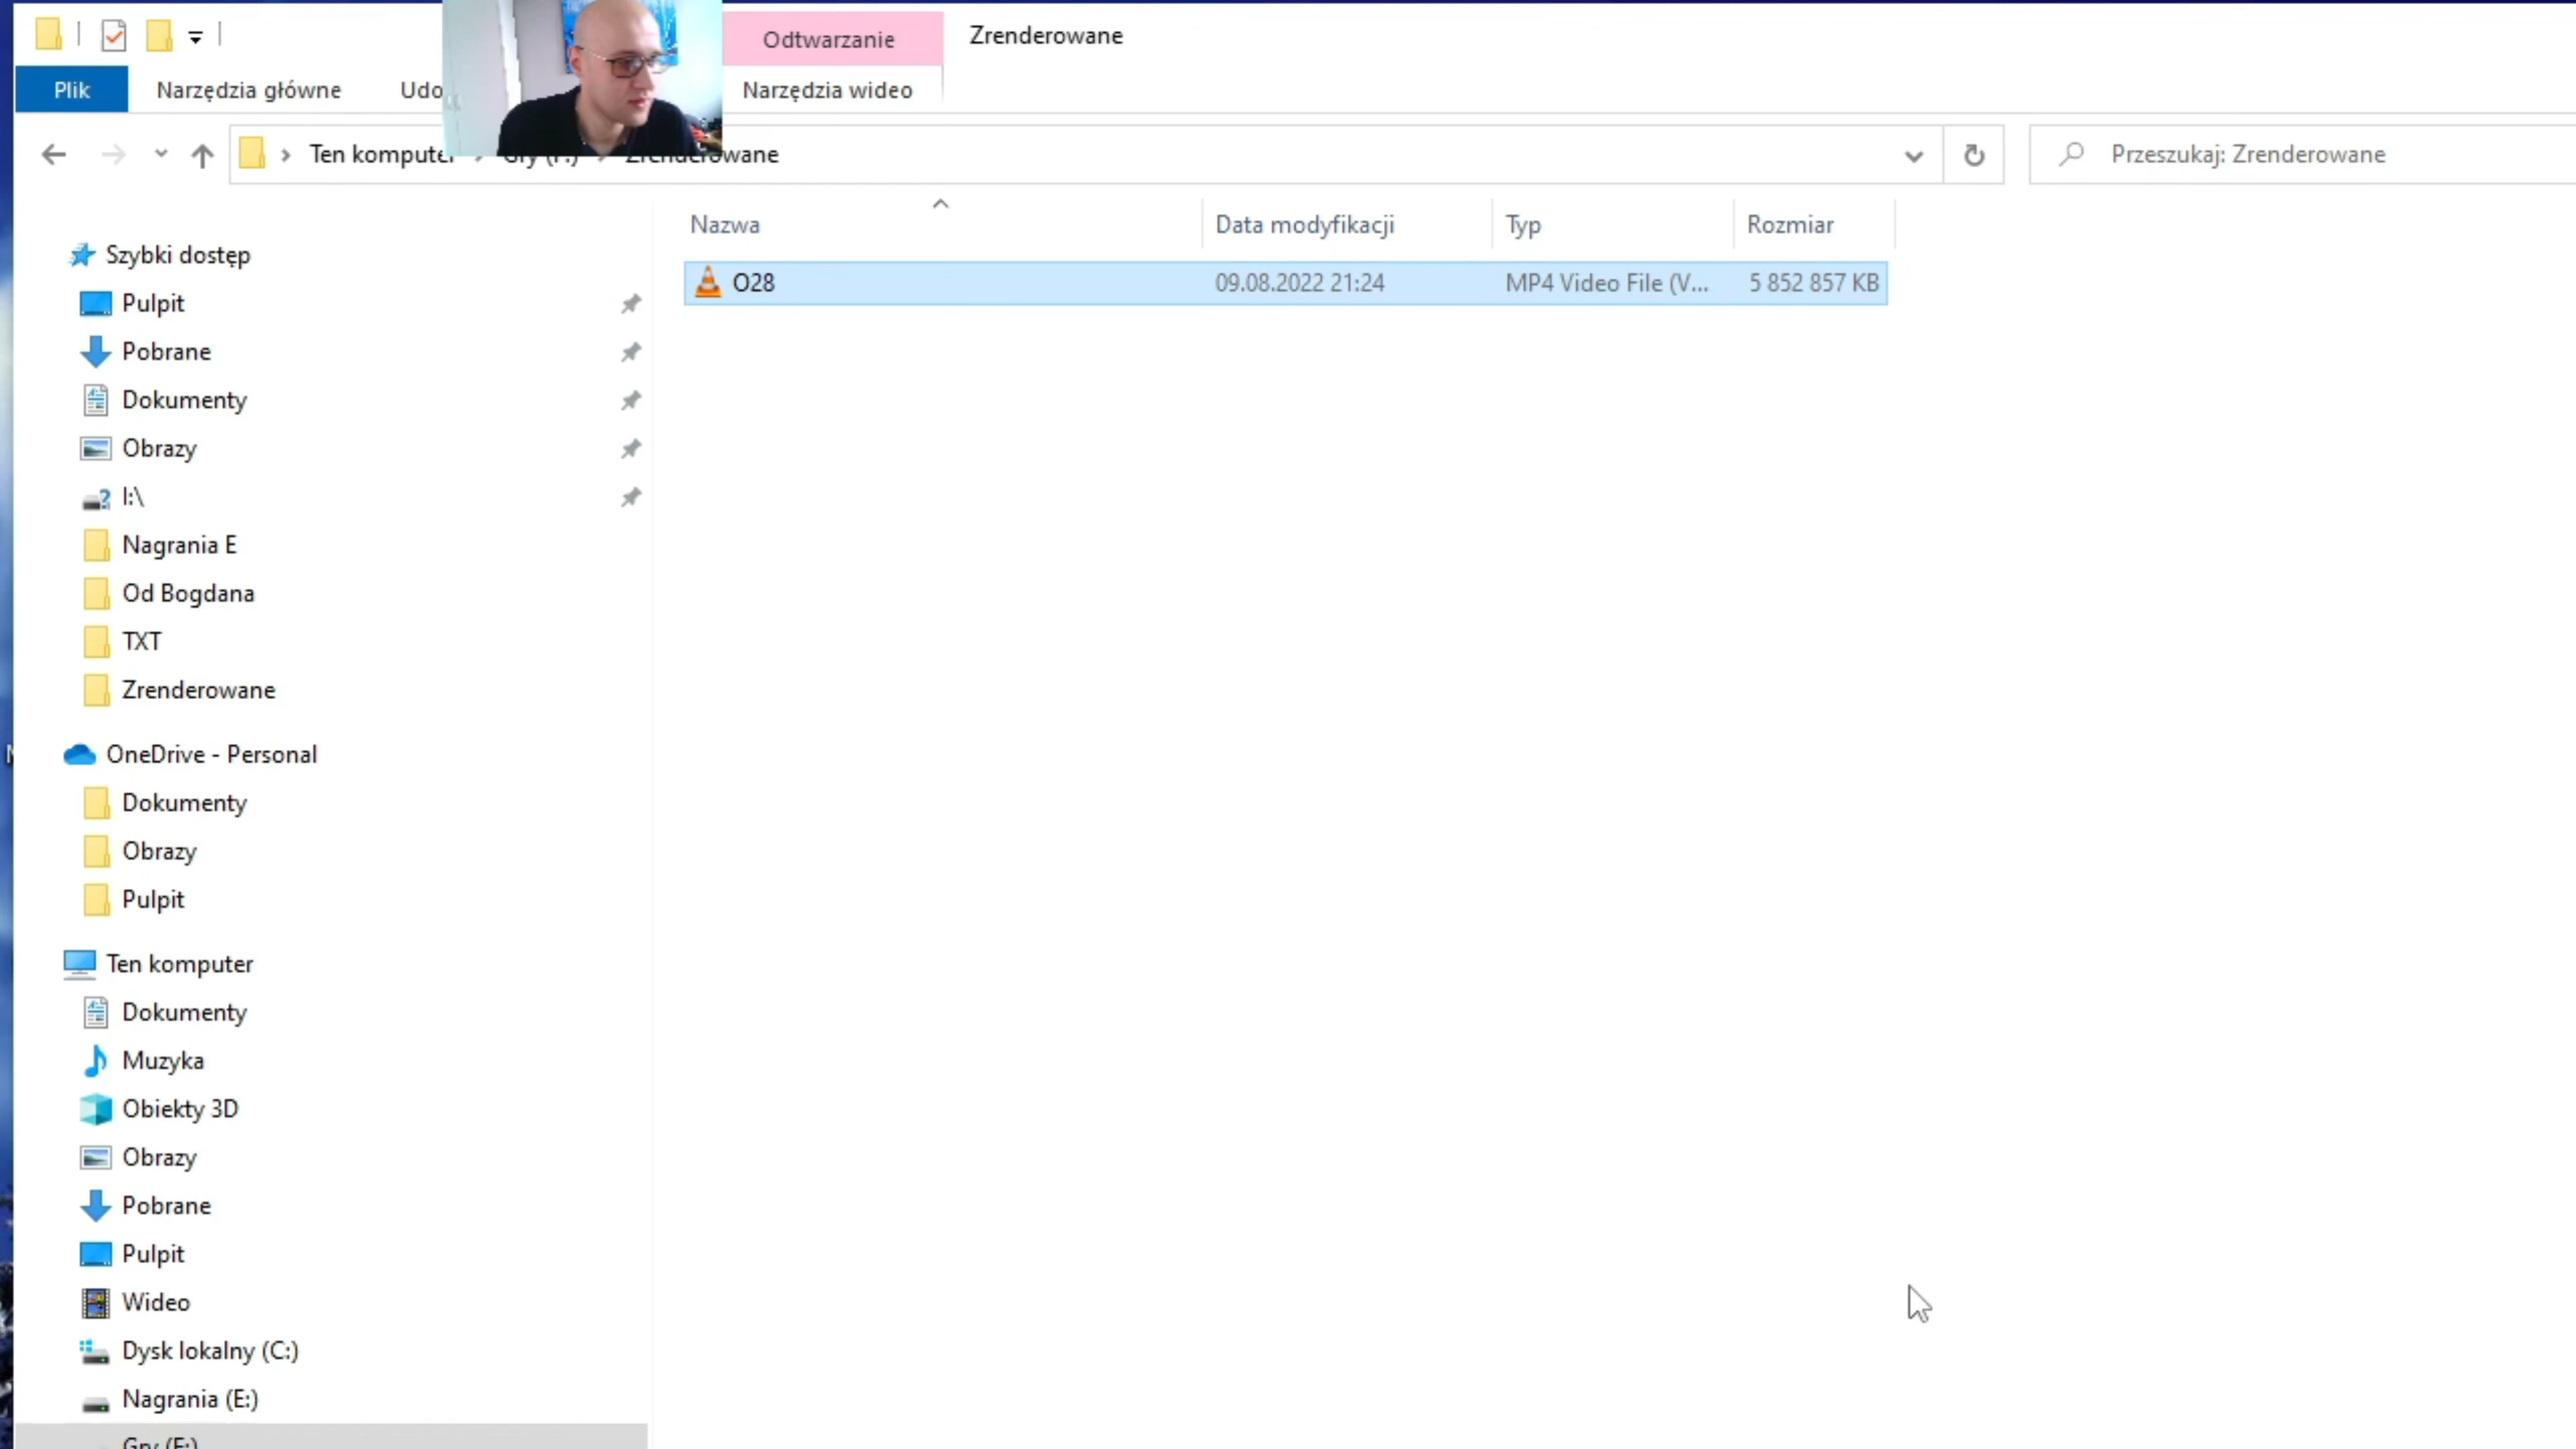 Odtwarzanie Zrenderowane
Plik Narzędzia główne Narzędzia wideo
Ten komputer Zrenderowane Przeszukaj: Zrenderowane
Nazwa Data modyfikacji Typ Rozmiar
O28 09.08.2022 21:24 MP4 Video File (V... 5 852 857 KB
Szybki dostęp
Pulpit
Pobrane
Dokumenty
Obrazy
I:\
Nagrania E
Od Bogdana
TXT
Zrenderowane
OneDrive - Personal
Dokumenty
Obrazy
Pulpit
Ten komputer
Dokumenty
Muzyka
Obiekty 3D
Obrazy
Pobrane
Pulpit
Wideo
Dysk lokalny (C:)
Nagrania (E:)
Gry (F:)